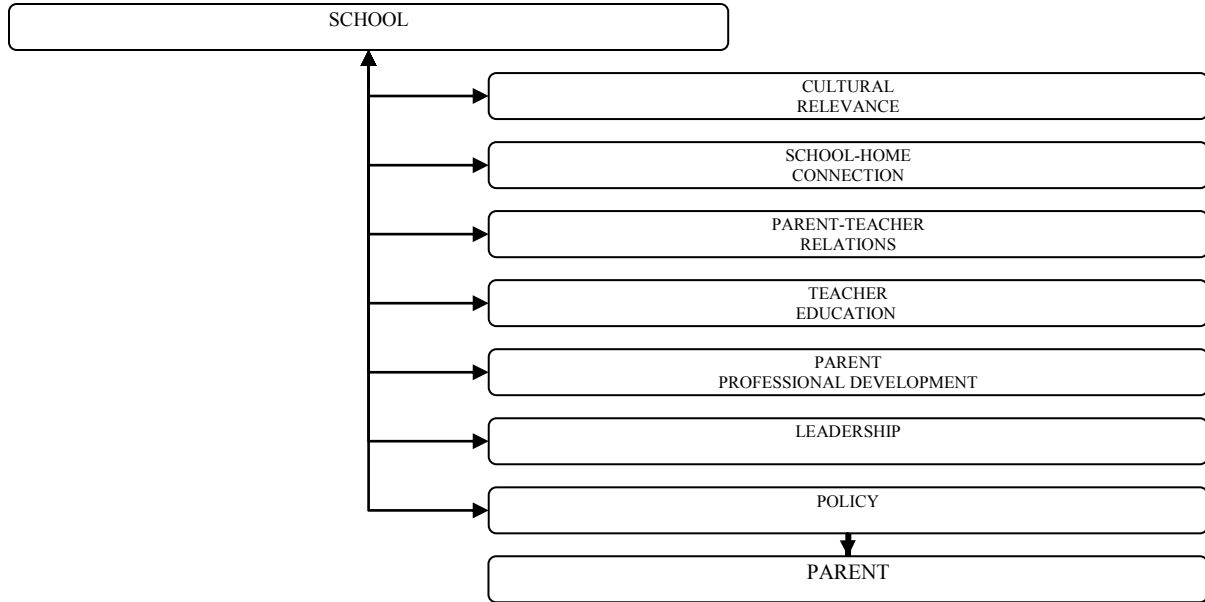 SCHOOL
CULTURAL
RELEVANCE
SCHOOL-HOME
CONNECTION
PARENT-TEACHER
RELATIONS
TEACHER
EDUCATION
PARENT
PROFESSIONAL DEVELOPMENT
LEADERSHIP
POLICY
PARENT